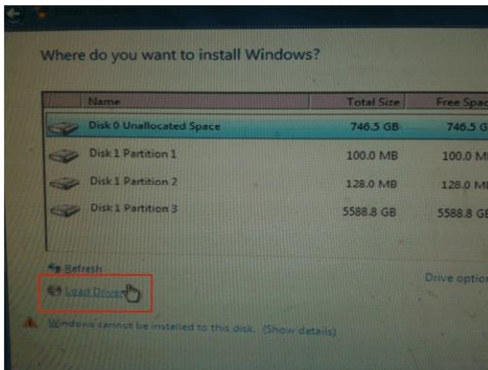 Where do you want to install Windows?
Name Total Size Free Spac
Disk 0 Unallocated Space 746.5 GB 746.5 G
Disk 1 Partition 1 100.0 MB 100.0 M
Disk 1 Partition 2 128.0 MB 128.0 M
Disk 1 Partition 3 5588.8 GB 5588.8 GB
Refresh
Load Driver
Drive option
Windows cannot be installed to this disk. (Show details)